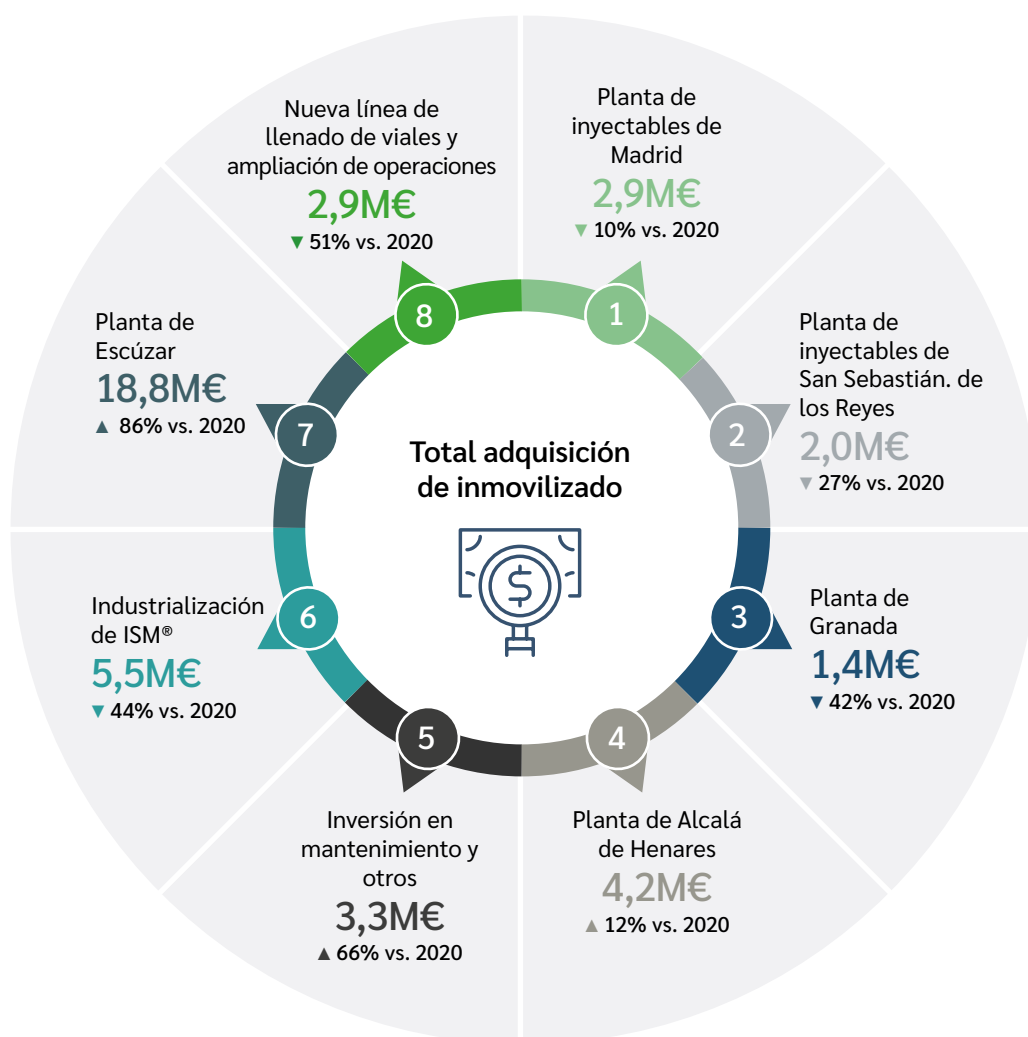 Total adquisición
de inmovilizado
1
Planta de
inyectables de
Madrid
2,9M€
▼ 10% vs. 2020
2
Planta de
inyectables de
San Sebastián. de
los Reyes
2,0M€
▼ 27% vs. 2020
3
Planta de
Granada
1,4M€
▼ 42% vs. 2020
4
Planta de Alcalá
de Henares
4,2M€
▲ 12% vs. 2020
5
Inversión en
mantenimiento y
otros
3,3M€
▲ 66% vs. 2020
6
Industrialización
de ISM®
5,5M€
▼ 44% vs. 2020
7
Planta de
Escúzar
18,8M€
▲ 86% vs. 2020
8
Nueva línea de
llenado de viales y
ampliación de operaciones
2,9M€
▼ 51% vs. 2020
$